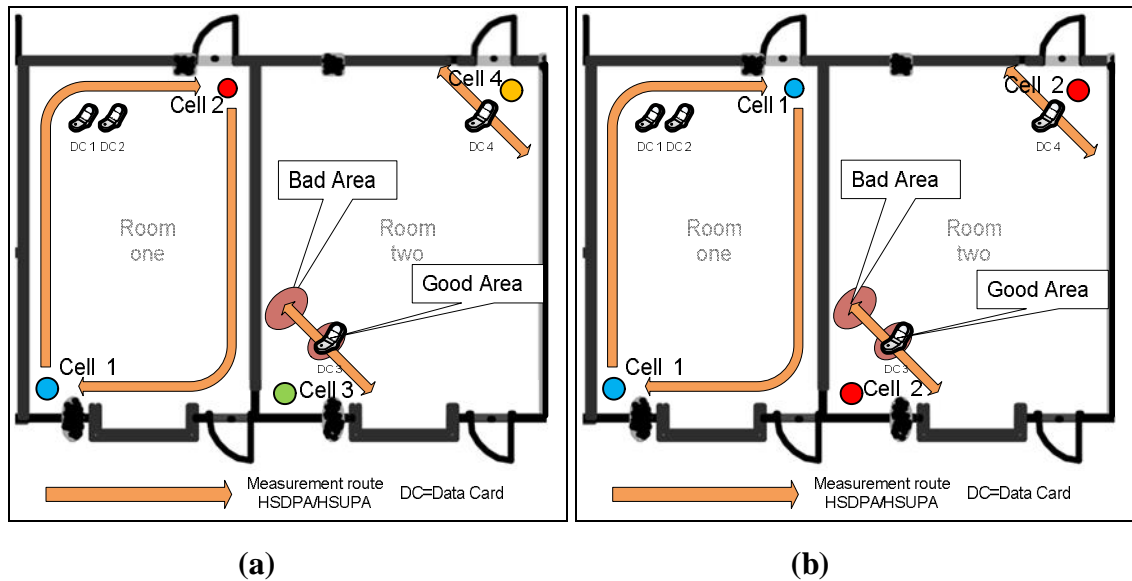 Cell 4
Cell 2
DC 1 DC 2
DC 4
Bad Area
Room
one
Room
two
Good Area
DC 3
Cell 1
Cell 3
Measurement route
HSDPA/HSUPA
DC=Data Card
(a)
Cell 2
Cell 1
DC 1 DC 2
DC 4
Bad Area
Room
one
Room
two
Good Area
DC 3
Cell 1
Cell 2
Measurement route
HSDPA/HSUPA
DC=Data Card
(b)